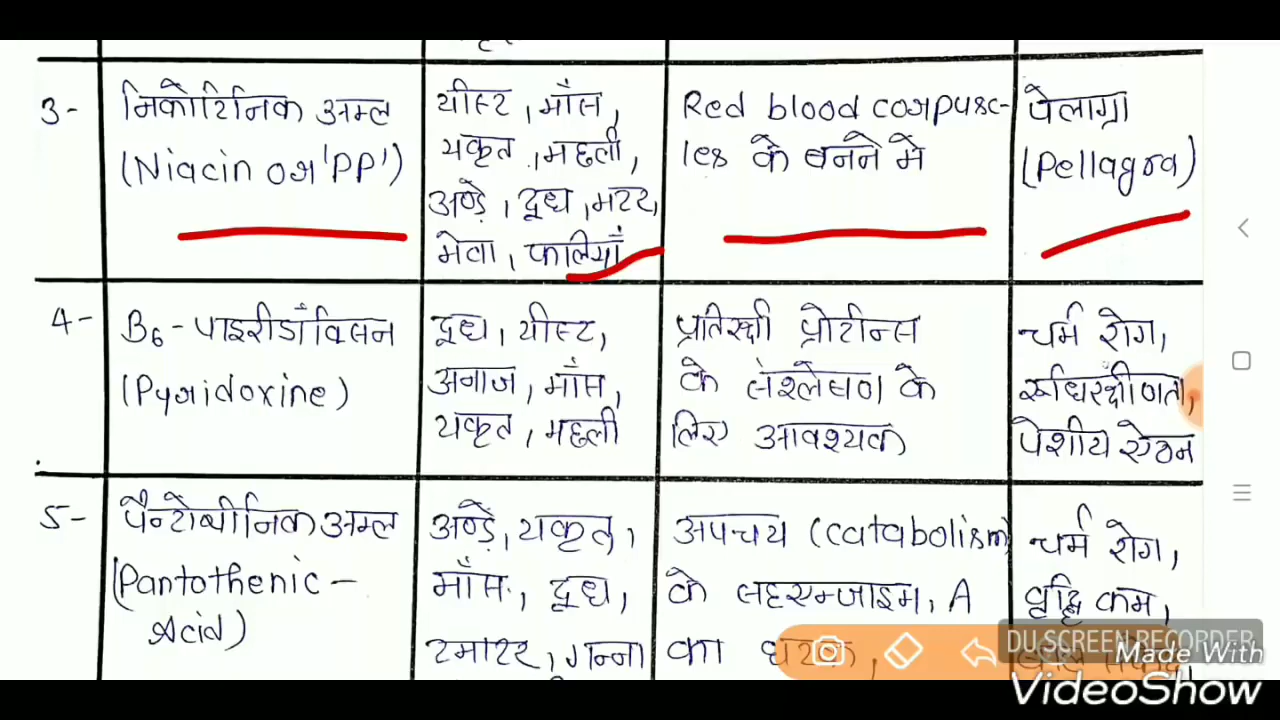 3-
निकोटिनिक अम्ल
(Niacin or 'PP')
यीस्ट, माँस,
यकृत, मछली,
अण्डे, दूध, मटर,
मेवा, फलियाँ
Red blood corpusc-
les के बनने में
पेलाग्रा
(Pellagra)
4-
B6 - पाइरीडॉक्सिन
(Pyridoxine)
दूध, यीस्ट,
अनाज, माँस,
यकृत, मछली
प्रतिरक्षी प्रोटीन्स
के संश्लेषण के
लिए आवश्यक
चर्म रोग,
रूधिरक्षीणता,
पेशीय ऐंठन
5-
पैन्टोथीनिक अम्ल
(Pantothenic -
Acid)
अण्डे, यकृत,
माँस, दूध,
टमाटर, गन्ना
अपचय (catabolism)
के सहएन्जाइम, A
का घटक,
चर्म रोग,
वृद्धि कम,
DU SCREEN RECORDER
Made With
VideoShow